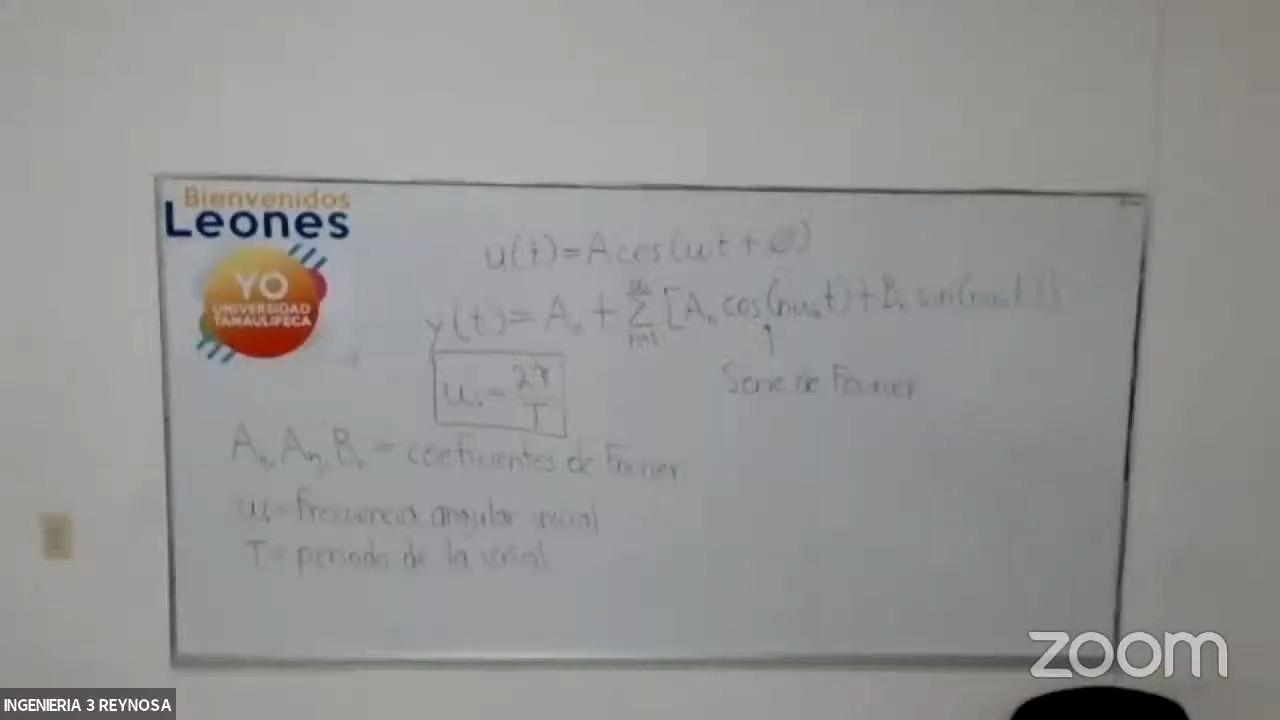 Bienvenidos
Leones
YO
UNIVERSIDAD
TAMAULIPECA
u(t)=A cos(ωt+Ø)
y(t)=A₀+∑[Aₙ cos(nω₀t)+Bₙ sin(nω₀t)]
n=1
ω₀=2π/T
Serie de Fourier
A₀, Aₙ, Bₙ = coeficientes de Fourier
ω₀=frecuencia angular inicial
T= periodo de la señal
zoom
INGENIERIA 3 REYNOSA